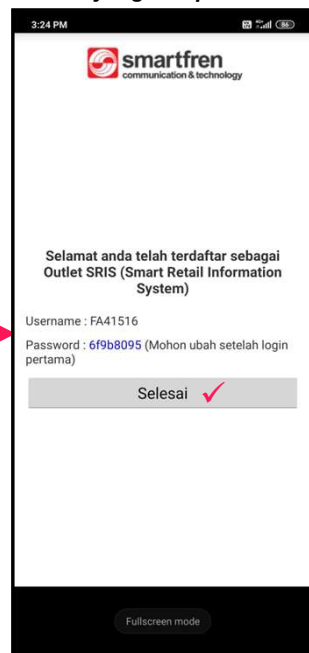 3:24 PM
86
smartfren
communication & technology
Selamat anda telah terdaftar sebagai
Outlet SRIS (Smart Retail Information
System)
Username : FA41516
Password : 6f9b8095 (Mohon ubah setelah login
pertama)
Selesai
Fullscreen mode